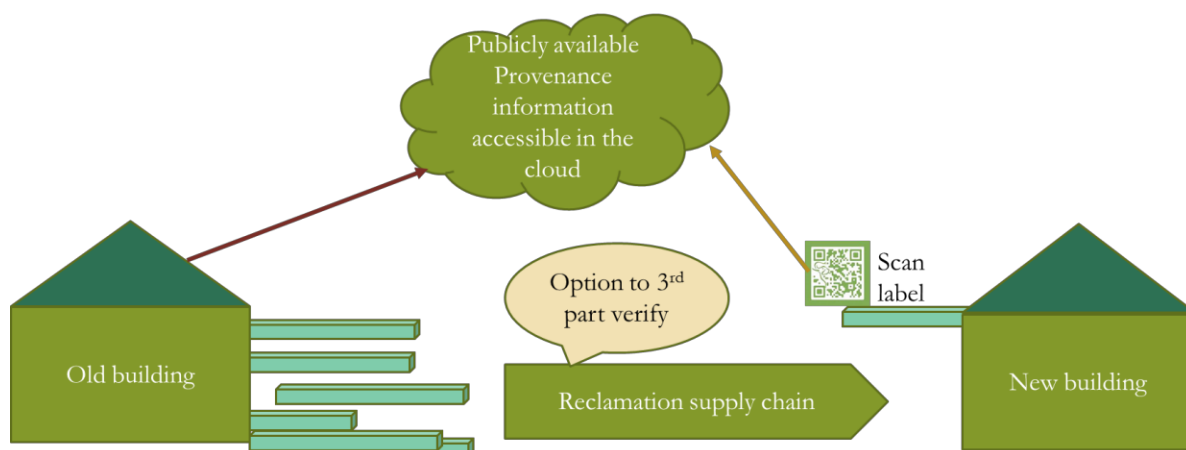 Publicly available
Provenance
information
accessible in the
cloud
Option to 3rd
part verify
Scan
label
Old building
Reclamation supply chain
New building